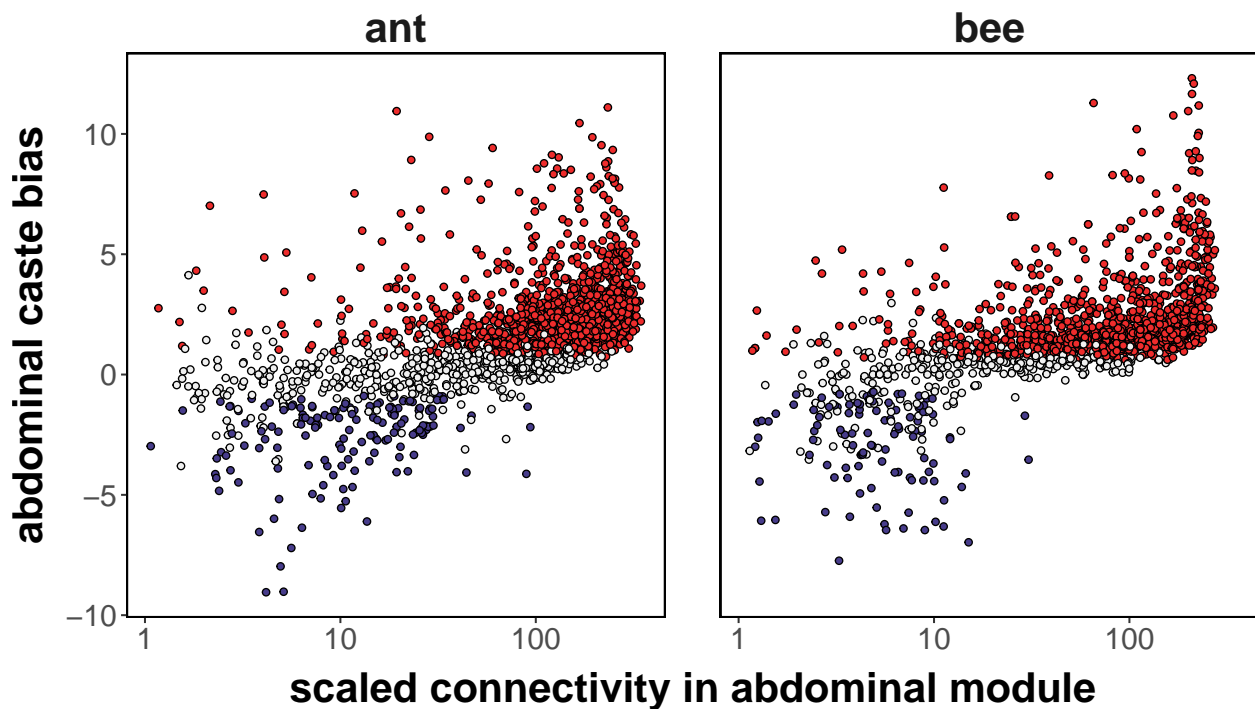 ant bee
abdominal caste bias
10
5
0
−5
−10
1 10 100 1 10 100
scaled connectivity in abdominal module